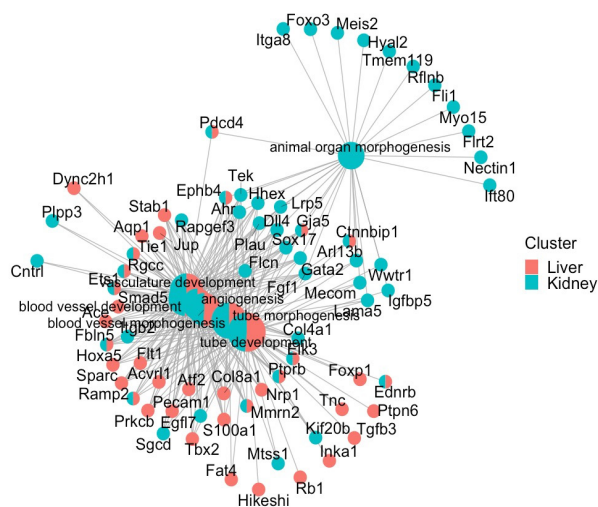 Foxo3
Meis2
Itga8
Hyal2
Tmem119
Rflnb
Fli1
Pdcd4
Myo15
Flrt2
animal organ morphogenesis
Nectin1
Tek
Dync2h1
Ephb4
Hhex
Ift80
Stab1
Ahr
Lrp5
Plpp3
Rapgef3
Dll4
Gja5
Aqp1
Ctnnbip1
Cluster
Tie1
Jup
Plau
Sox17
Arl13b
Liver
Cntrl
Rgcc
Flcn
Gata2
Wwtr1
Kidney
Ets1
vasculature development
Fgf1
Mecom
Igfbp5
Smad5
angiogenesis
blood vessel development
Ace
tube morphogenesis
Lama5
blood vessel morphogenesis
Itgb2
Col4a1
Fbln5
tube development
Hoxa5
Flt1
Elk3
Sparc
Acvrl1
Atf2
Col8a1
Ptprb
Foxp1
Ednrb
Ramp2
Pecam1
Nrp1
Tnc
Ptpn6
Prkcb
Egfl7
Mmrn2
Sgcd
S100a1
Kif20b
Tgfb3
Tbx2
Mtss1
Inka1
Fat4
Rb1
Hikeshi